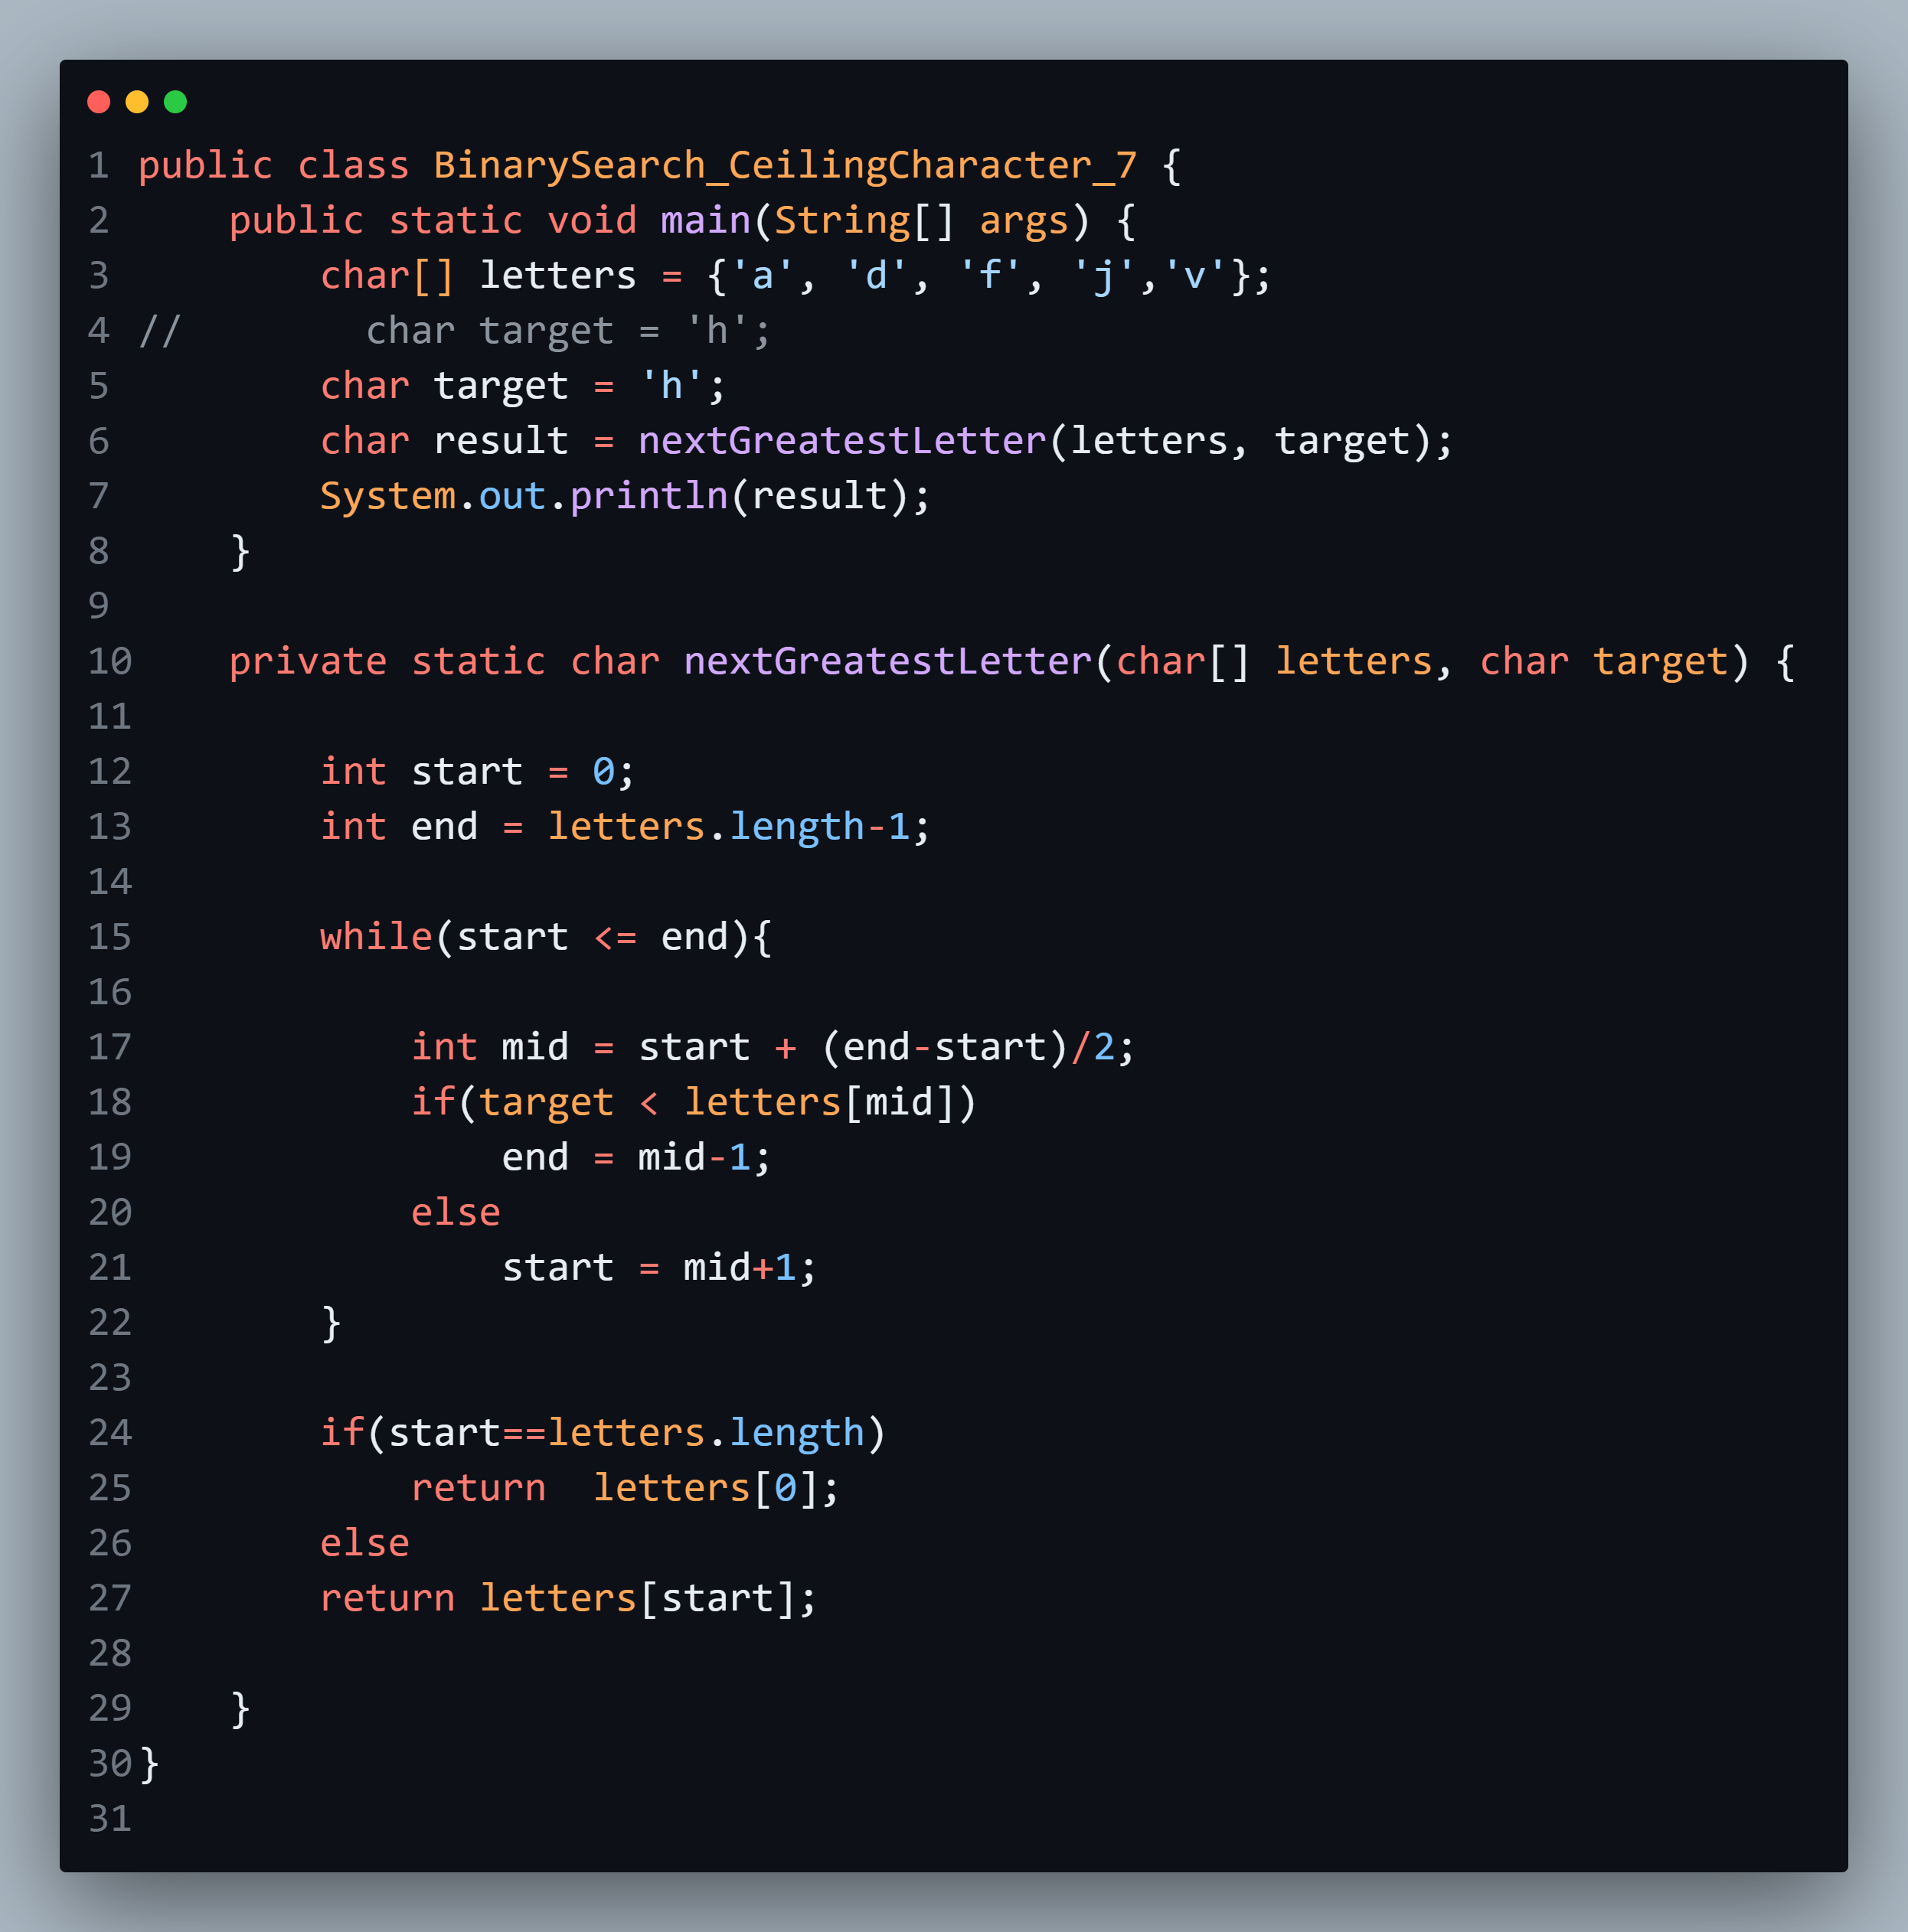 1 public class BinarySearch_CeilingCharacter_7 {
2     public static void main(String[] args) {
3         char[] letters = {'a', 'd', 'f', 'j','v'};
4 //        char target = 'h';
5         char target = 'h';
6         char result = nextGreatestLetter(letters, target);
7         System.out.println(result);
8     }
9
10     private static char nextGreatestLetter(char[] letters, char target) {
11
12         int start = 0;
13         int end = letters.length-1;
14
15         while(start <= end){
16
17             int mid = start + (end-start)/2;
18             if(target < letters[mid])
19                 end = mid-1;
20             else
21                 start = mid+1;
22         }
23
24         if(start==letters.length)
25             return  letters[0];
26         else
27         return letters[start];
28
29     }
30 }
31